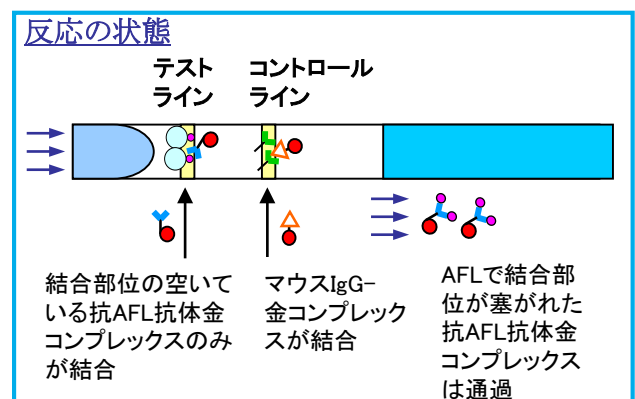 反応の状態
テスト
ライン
コントロール
ライン
結合部位の空いて
いる抗AFL抗体金
コンプレックスのみ
が結合
マウスIgG-
金コンプレック
スが結合
AFLで結合部
位が塞がれた
抗AFL抗体金
コンプレックス
は通過